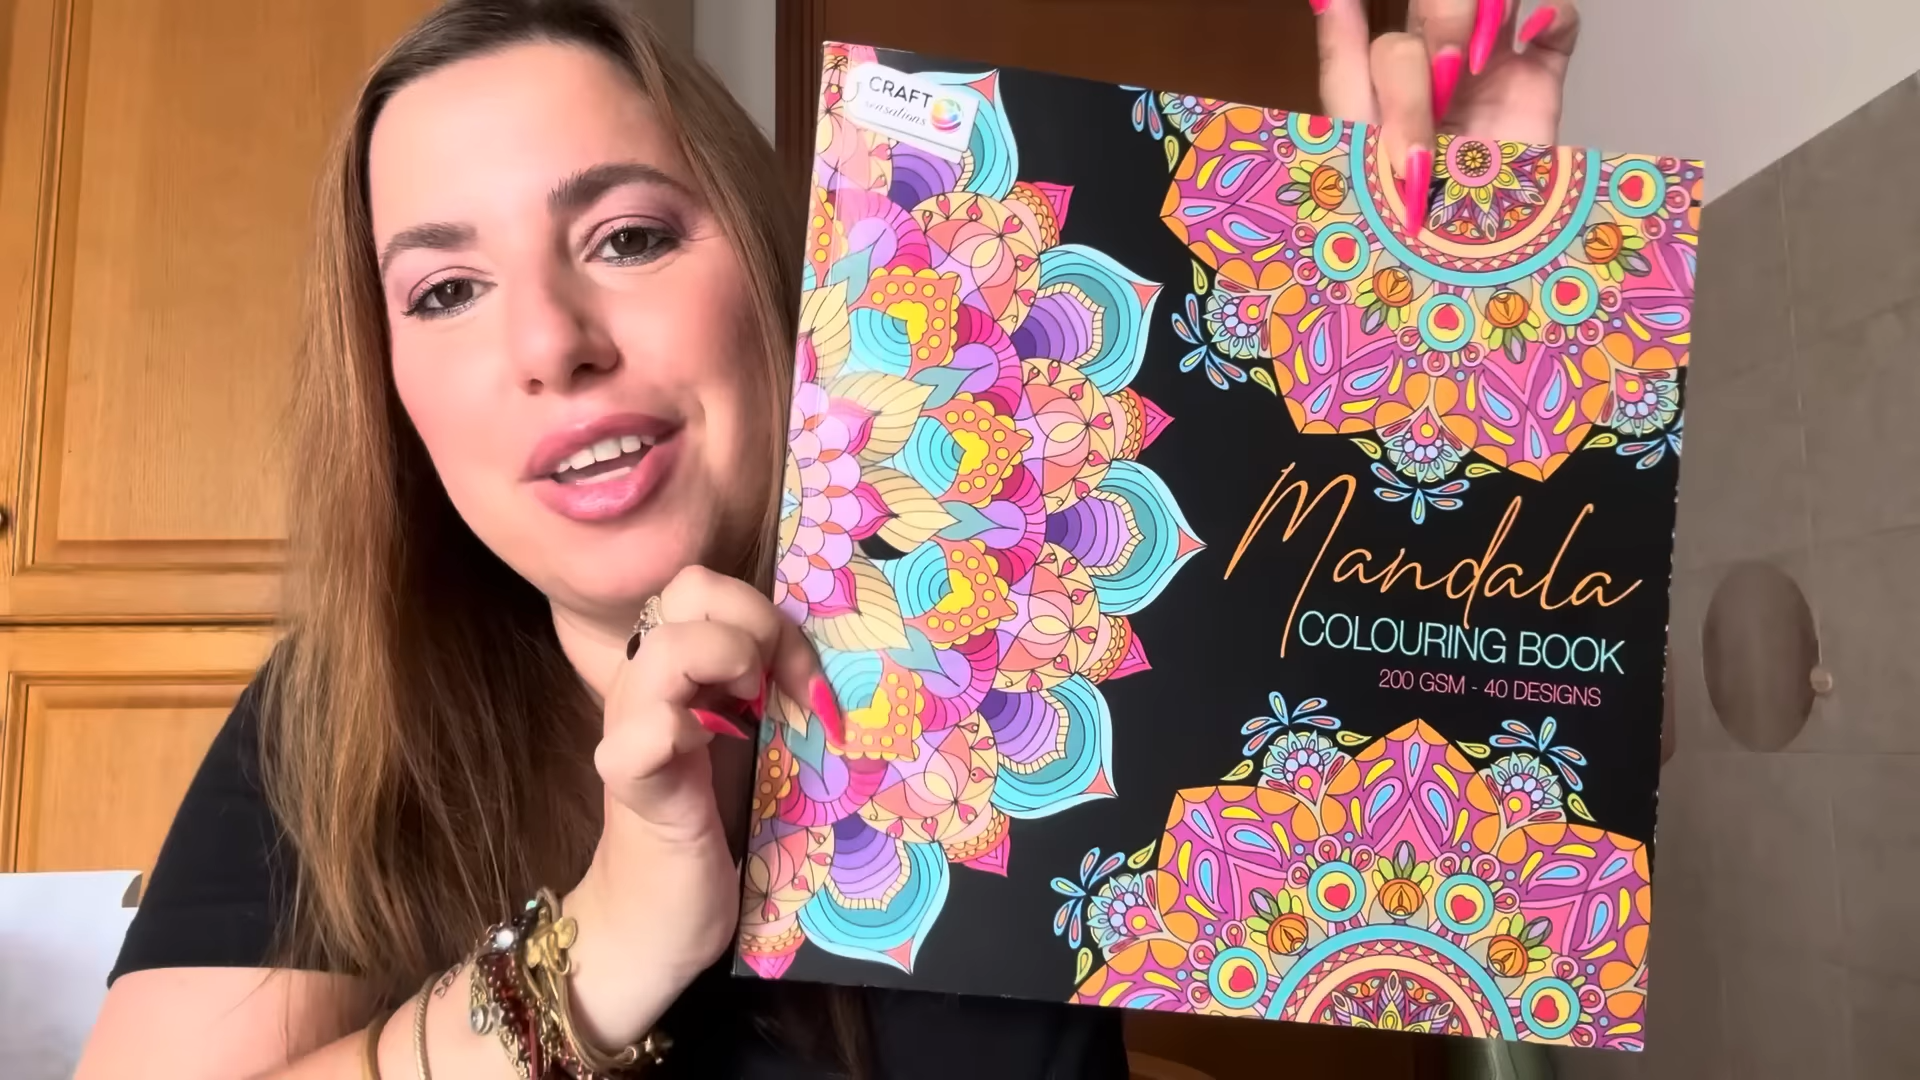 CRAFT
sensations
Mandala
COLOURING BOOK
200 GSM - 40 DESIGNS